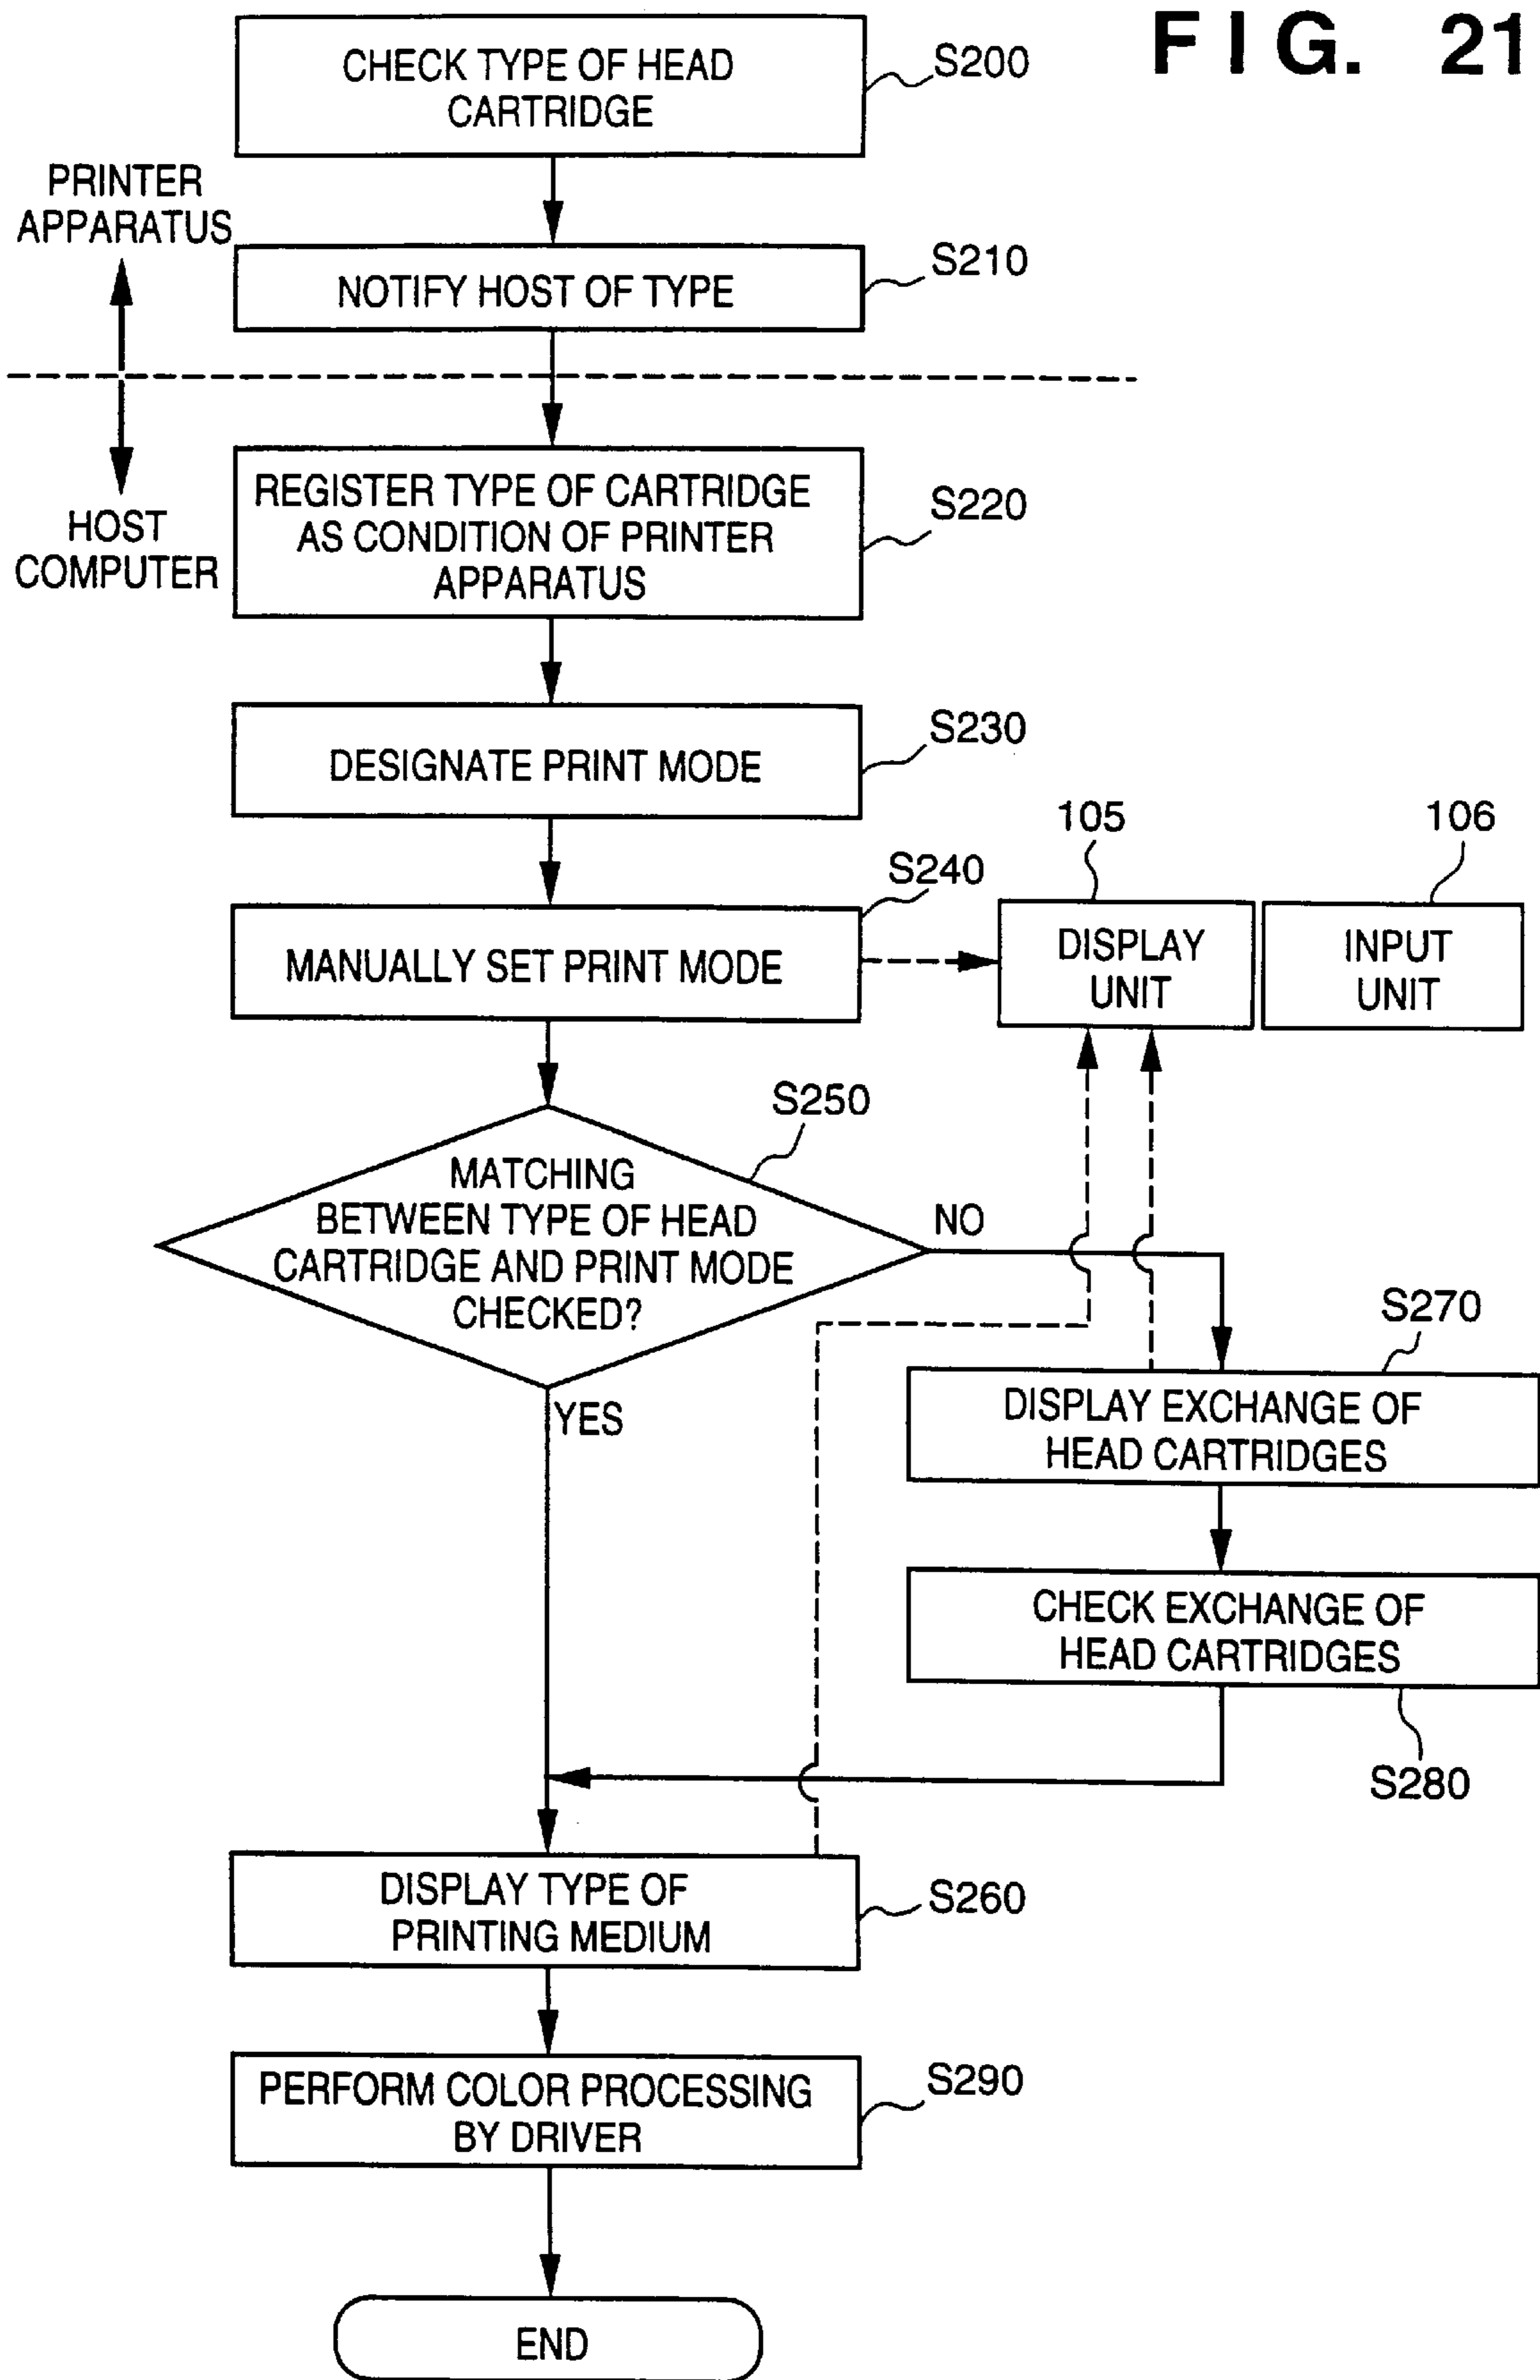 FIG. 21
CHECK TYPE OF HEAD
CARTRIDGE
S200
PRINTER
APPARATUS
NOTIFY HOST OF TYPE
S210
HOST
COMPUTER
REGISTER TYPE OF CARTRIDGE
AS CONDITION OF PRINTER
APPARATUS
S220
DESIGNATE PRINT MODE
S230
MANUALLY SET PRINT MODE
S240
105
DISPLAY
UNIT
106
INPUT
UNIT
MATCHING
BETWEEN TYPE OF HEAD
CARTRIDGE AND PRINT MODE
CHECKED?
S250
NO
YES
S270
DISPLAY EXCHANGE OF
HEAD CARTRIDGES
CHECK EXCHANGE OF
HEAD CARTRIDGES
S280
DISPLAY TYPE OF
PRINTING MEDIUM
S260
PERFORM COLOR PROCESSING
BY DRIVER
S290
END